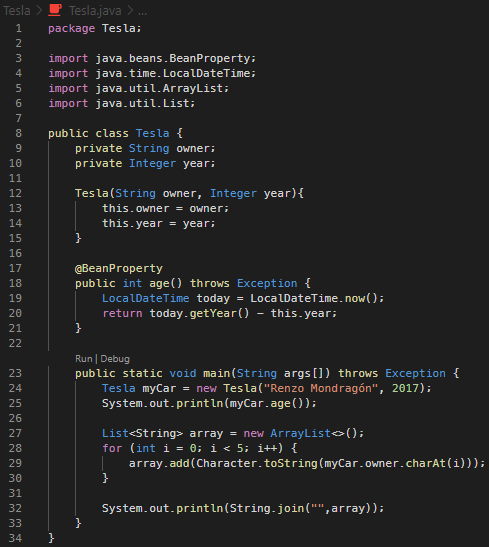 Tesla > Tesla.java > ...
1 package Tesla;
2
3 import java.beans.BeanProperty;
4 import java.time.LocalDateTime;
5 import java.util.ArrayList;
6 import java.util.List;
7
8 public class Tesla {
9     private String owner;
10     private Integer year;
11
12     Tesla(String owner, Integer year){
13         this.owner = owner;
14         this.year = year;
15     }
16
17     @BeanProperty
18     public int age() throws Exception {
19         LocalDateTime today = LocalDateTime.now();
20         return today.getYear() - this.year;
21     }
22
Run | Debug
23     public static void main(String args[]) throws Exception {
24         Tesla myCar = new Tesla("Renzo Mondragón", 2017);
25         System.out.println(myCar.age());
26
27         List<String> array = new ArrayList<>();
28         for (int i = 0; i < 5; i++) {
29             array.add(Character.toString(myCar.owner.charAt(i)));
30         }
31
32         System.out.println(String.join("",array));
33     }
34 }